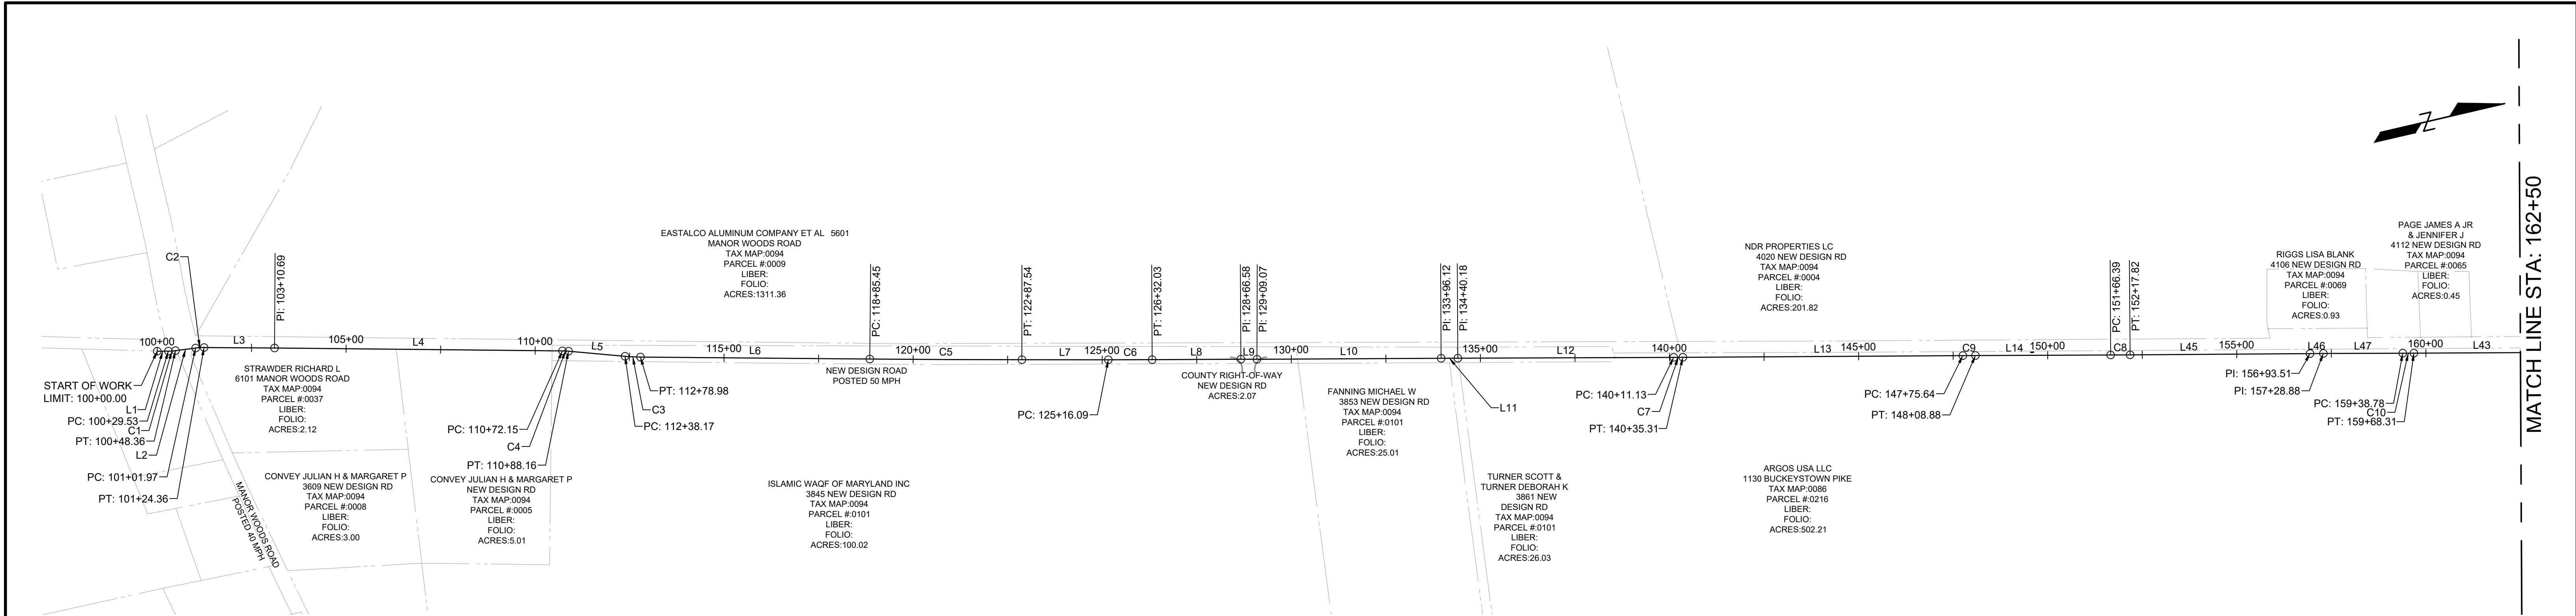 EASTALCO ALUMINUM COMPANY ET AL 5601
MANOR WOODS ROAD
TAX MAP:0094
PARCEL #:0009
LIBER:
FOLIO:
ACRES:1311.36
NDR PROPERTIES LC
4020 NEW DESIGN RD
TAX MAP:0094
PARCEL #:0004
LIBER:
FOLIO:
ACRES:201.82
RIGGS LISA BLANK
4106 NEW DESIGN RD
TAX MAP:0094
PARCEL #:0069
LIBER:
FOLIO:
ACRES:0.93
PAGE JAMES A JR
& JENNIFER J
4112 NEW DESIGN RD
TAX MAP:0094
PARCEL #:0065
LIBER:
FOLIO:
ACRES:0.45
Z
MATCH LINE STA: 162+50
C2
PI: 103+10.69
PC: 118+85.45
PT: 122+87.54
PT: 126+32.03
PI: 128+66.58
PI: 129+09.07
PI: 133+96.12
PI: 134+40.18
PC: 151+66.39
PT: 152+17.82
100+00
L3
105+00
L4
110+00
L5
115+00
L6
120+00
C5
L7
125+00
C6
L8
L9
130+00
L10
135+00
L12
140+00
L13
145+00
C9
L14
150+00
C8
L45
155+00
L46
L47
160+00
L43
START OF WORK
LIMIT: 100+00.00
L1
PC: 100+29.53
C1
PT: 100+48.36
L2
PC: 101+01.97
PT: 101+24.36
STRAWDER RICHARD L
6101 MANOR WOODS ROAD
TAX MAP:0094
PARCEL #:0037
LIBER:
FOLIO:
ACRES:2.12
PC: 110+72.15
C4
PT: 110+88.16
PT: 112+78.98
C3
PC: 112+38.17
NEW DESIGN ROAD
POSTED 50 MPH
PC: 125+16.09
COUNTY RIGHT-OF-WAY
NEW DESIGN RD
ACRES:2.07
FANNING MICHAEL W
3853 NEW DESIGN RD
TAX MAP:0094
PARCEL #:0101
LIBER:
FOLIO:
ACRES:25.01
L11
PC: 140+11.13
C7
PT: 140+35.31
PC: 147+75.64
PT: 148+08.88
PI: 156+93.51
PI: 157+28.88
PC: 159+38.78
C10
PT: 159+68.31
MANOR WOODS ROAD
POSTED 40 MPH
CONVEY JULIAN H & MARGARET P
3609 NEW DESIGN RD
TAX MAP:0094
PARCEL #:0008
LIBER:
FOLIO:
ACRES:3.00
CONVEY JULIAN H & MARGARET P
NEW DESIGN RD
TAX MAP:0094
PARCEL #:0005
LIBER:
FOLIO:
ACRES:5.01
ISLAMIC WAQF OF MARYLAND INC
3845 NEW DESIGN RD
TAX MAP:0094
PARCEL #:0101
LIBER:
FOLIO:
ACRES:100.02
TURNER SCOTT &
TURNER DEBORAH K
3861 NEW
DESIGN RD
TAX MAP:0094
PARCEL #:0101
LIBER:
FOLIO:
ACRES:26.03
ARGOS USA LLC
1130 BUCKEYSTOWN PIKE
TAX MAP:0086
PARCEL #:0216
LIBER:
FOLIO:
ACRES:502.21